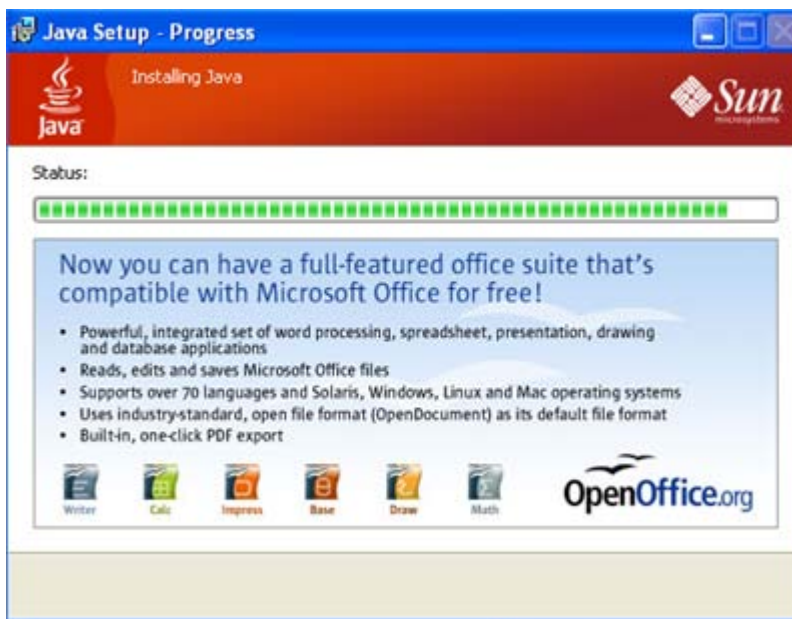 Java Setup - Progress
Installing Java
Java
Sun
microsystems
Status:
Now you can have a full-featured office suite that's
compatible with Microsoft Office for free!
• Powerful, integrated set of word processing, spreadsheet, presentation, drawing
and database applications
• Reads, edits and saves Microsoft Office files
• Supports over 70 languages and Solaris, Windows, Linux and Mac operating systems
• Uses industry-standard, open file format (OpenDocument) as its default file format
• Built-in, one-click PDF export
Writer Calc Impress Base Draw Math
OpenOffice.org